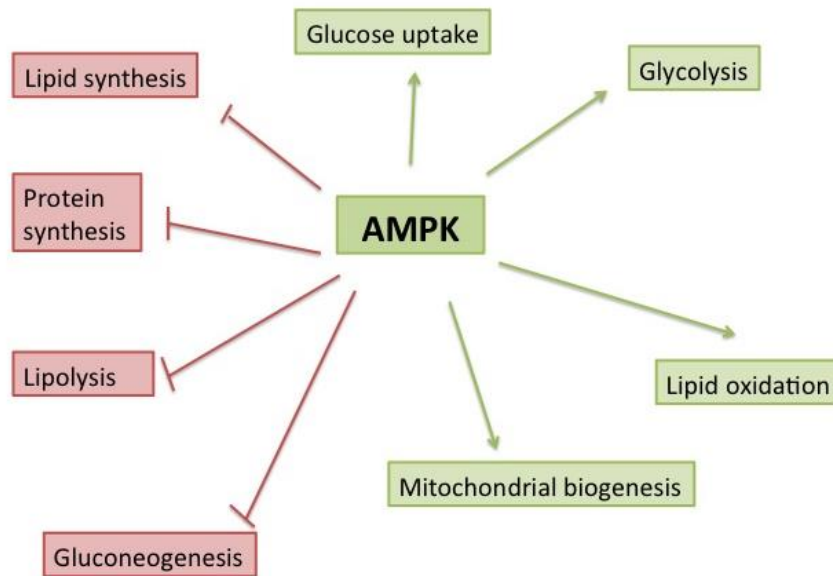 Glucose uptake
Lipid synthesis
Glycolysis
Protein
synthesis
AMPK
Lipolysis
Lipid oxidation
Mitochondrial biogenesis
Gluconeogenesis